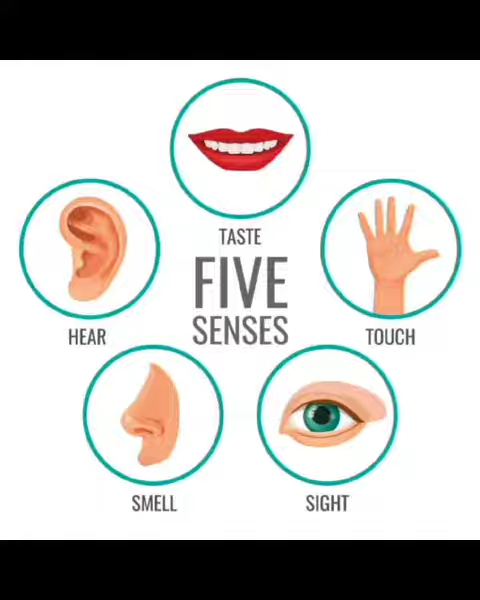 TASTE
FIVE
SENSES
HEAR
TOUCH
SMELL
SIGHT